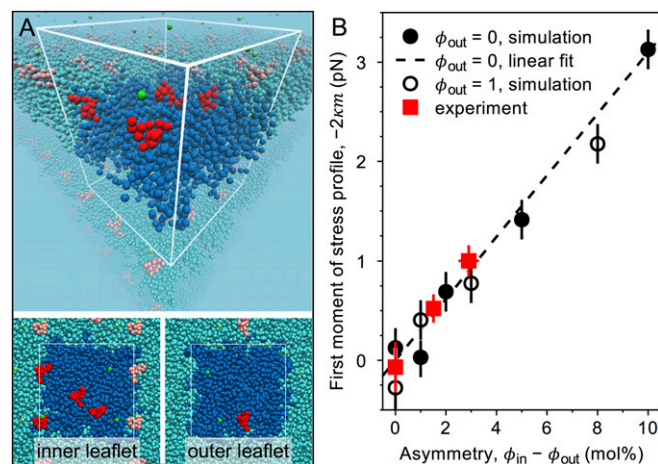 A
inner leaflet
outer leaflet
B
ϕout = 0, simulation
ϕout = 0, linear fit
ϕout = 1, simulation
experiment
First moment of stress profile, −2κm (pN)
3
2
1
0
0
2
4
6
8
10
Asymmetry, ϕin − ϕout (mol%)